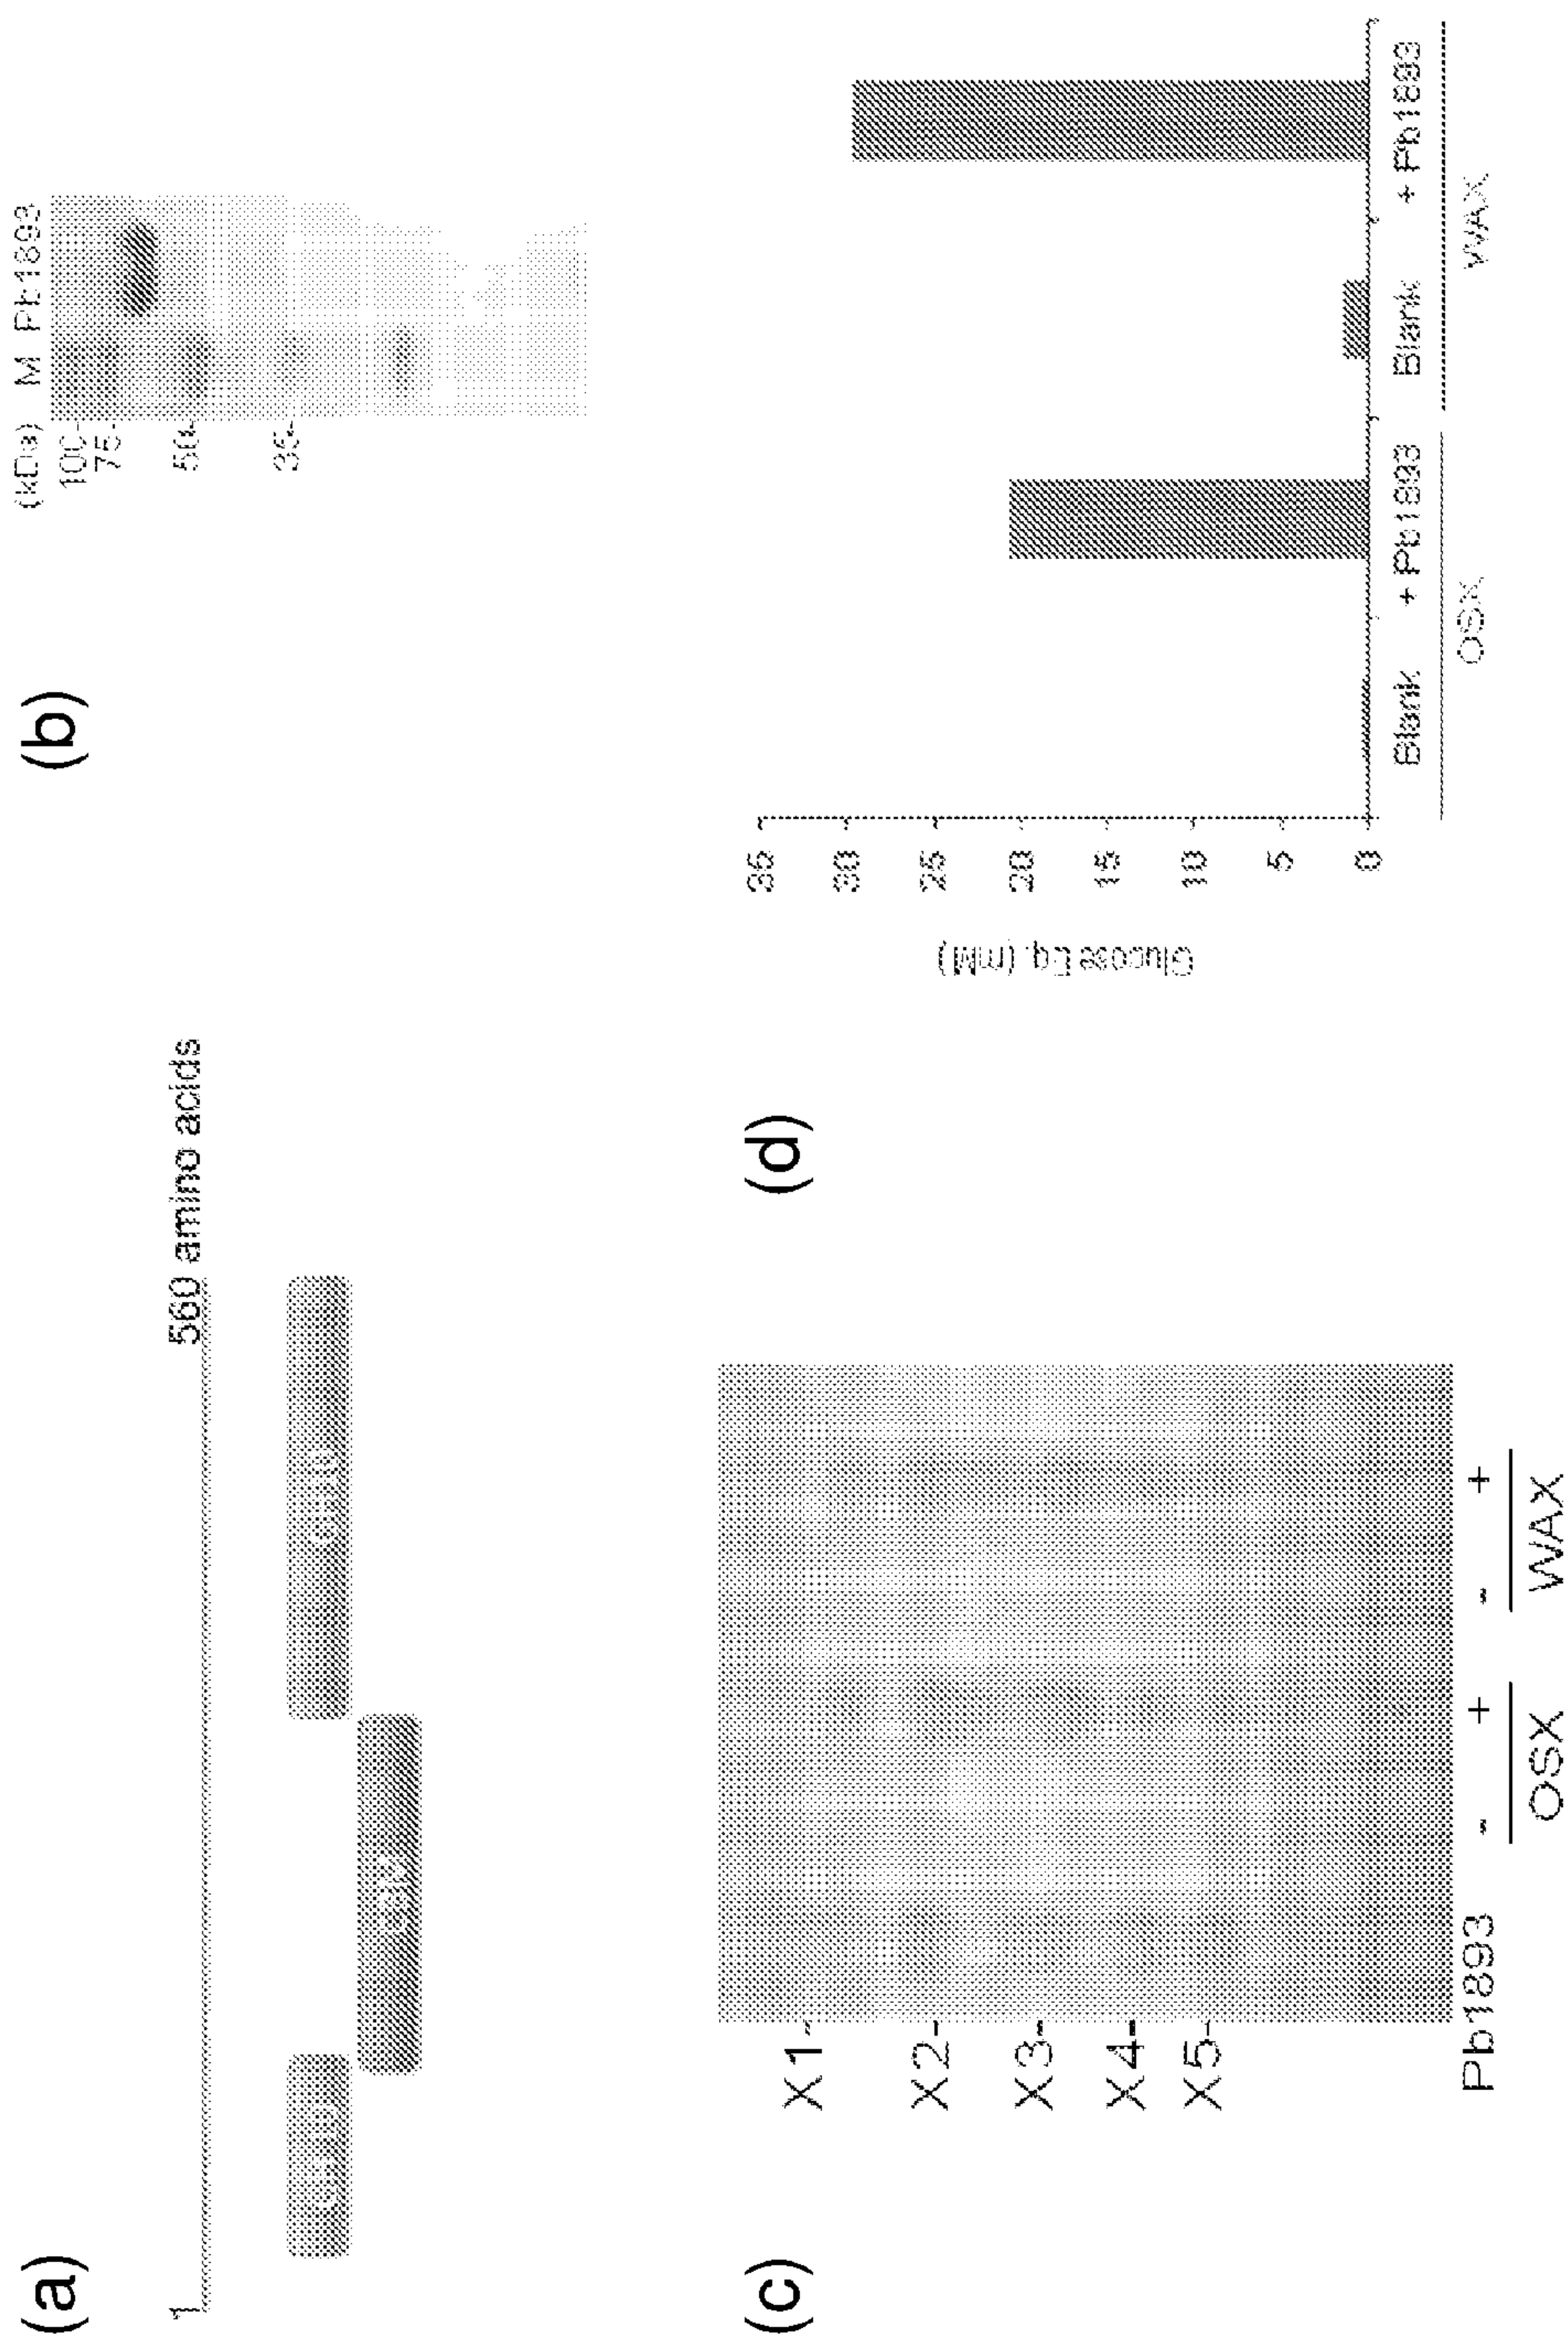 (a)
1
560 amino acids
(b)
(kDa) M Pb1893
100-
75-
50-
35-
(c)
X1-
X2-
X3-
X4-
X5-
Pb1893 - + - +
OSX WAX
(d)
Glucose Eq. (mM)
35
30
25
20
15
10
5
0
Blank + Pb1893 Blank + Pb1893
OSX WAX